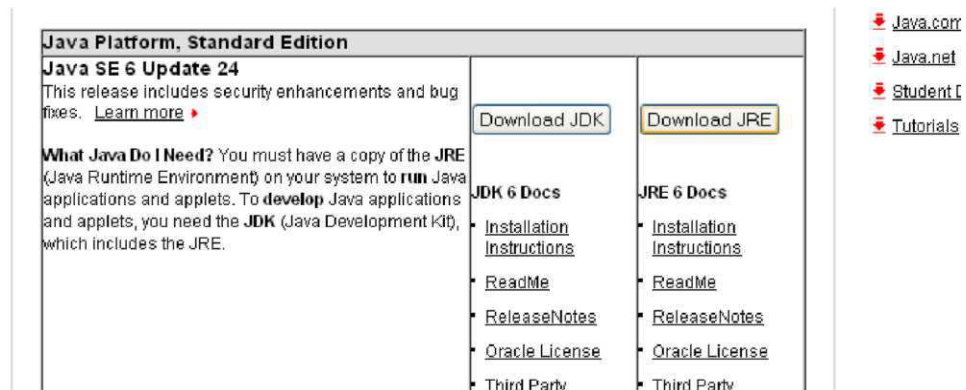 Java Platform, Standard Edition
Java SE 6 Update 24
This release includes security enhancements and bug
fixes. Learn more
What Java Do I Need? You must have a copy of the JRE
(Java Runtime Environment) on your system to run Java
applications and applets. To develop Java applications
and applets, you need the JDK (Java Development Kit),
which includes the JRE.
Download JDK
JDK 6 Docs
Installation
Instructions
ReadMe
ReleaseNotes
Oracle License
Third Party
Download JRE
JRE 6 Docs
Installation
Instructions
ReadMe
ReleaseNotes
Oracle License
Third Party
Java.com
Java.net
Student
Tutorials